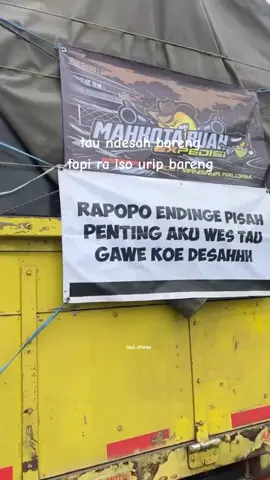 MAHKOTA BUAH
EXPEDISI
tau ndesah bareng
tapi ra iso urip bareng
RAPOPO ENDINGE PISAH
PENTING AKU WES TAU
GAWE KOE DESAHHH